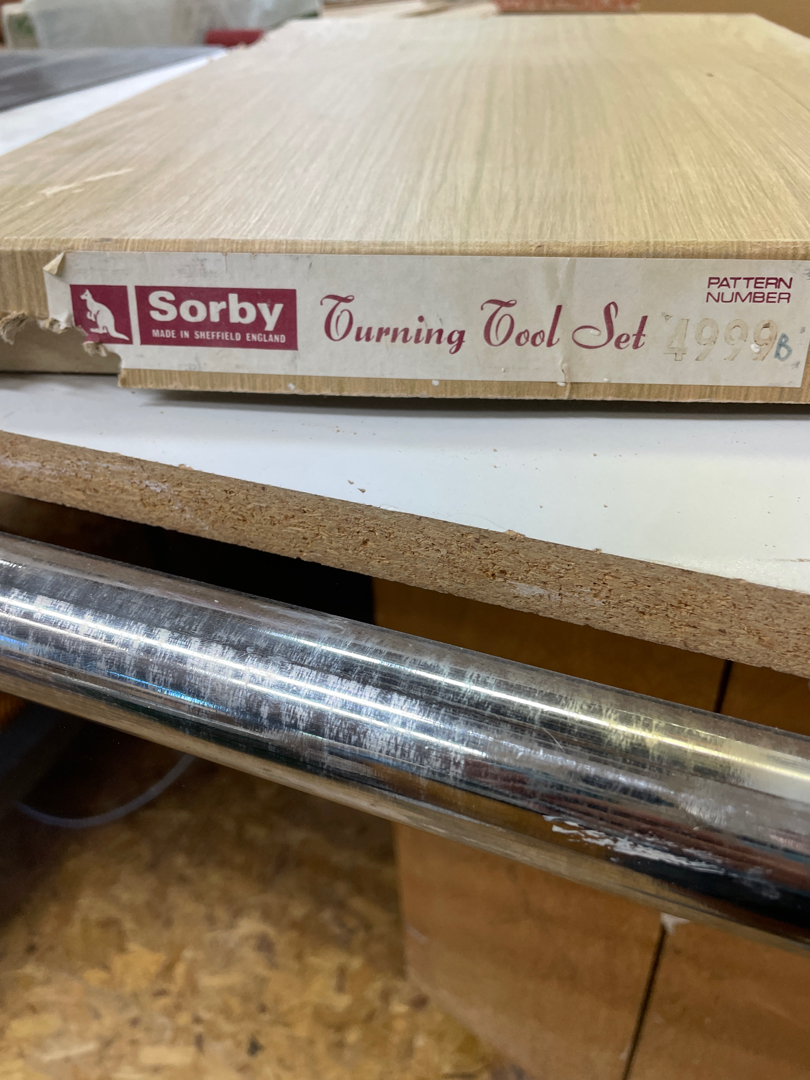 Sorby
MADE IN SHEFFIELD ENGLAND
Turning Tool Set
PATTERN
NUMBER
4999B